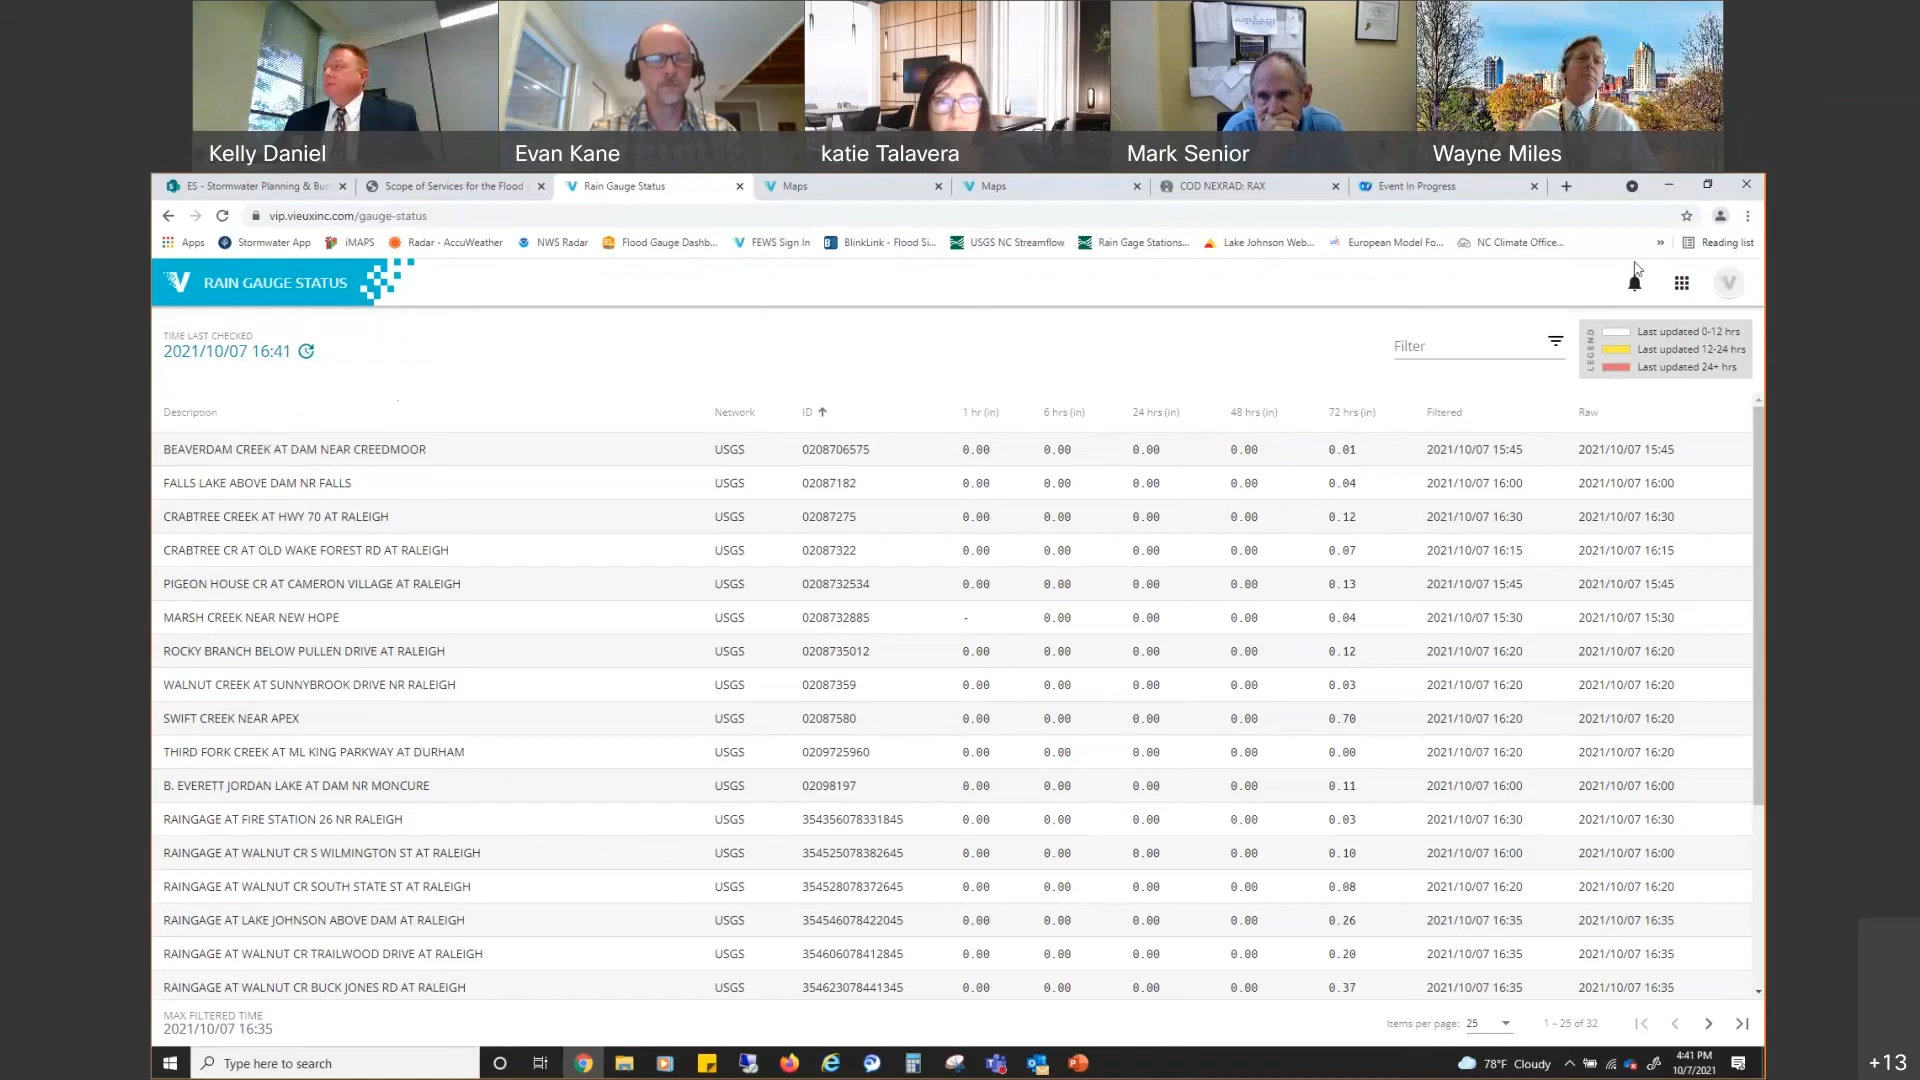 Kelly Daniel
Evan Kane
katie Talavera
Mark Senior
Wayne Miles
ES - Stormwater Planning & Bus
Scope of Services for the Flood
Rain Gauge Status
Maps
Maps
COD NEXRAD: RAX
Event In Progress
vip.vieuxinc.com/gauge-status
Apps Stormwater App iMAPS Radar - AccuWeather NWS Radar Flood Gauge Dashb... FEWS Sign In BlinkLink - Flood Si... USGS NC Streamflow Rain Gage Stations... Lake Johnson Web... European Model Fo... NC Climate Office... » Reading list
RAIN GAUGE STATUS
V
TIME LAST CHECKED
2021/10/07 16:41
Filter
LEGEND
Last updated 0-12 hrs
Last updated 12-24 hrs
Last updated 24+ hrs
Description Network ID 1 hr (in) 6 hrs (in) 24 hrs (in) 48 hrs (in) 72 hrs (in) Filtered Raw
BEAVERDAM CREEK AT DAM NEAR CREEDMOOR USGS 0208706575 0.00 0.00 0.00 0.00 0.01 2021/10/07 15:45 2021/10/07 15:45
FALLS LAKE ABOVE DAM NR FALLS USGS 02087182 0.00 0.00 0.00 0.00 0.04 2021/10/07 16:00 2021/10/07 16:00
CRABTREE CREEK AT HWY 70 AT RALEIGH USGS 02087275 0.00 0.00 0.00 0.00 0.12 2021/10/07 16:30 2021/10/07 16:30
CRABTREE CR AT OLD WAKE FOREST RD AT RALEIGH USGS 02087322 0.00 0.00 0.00 0.00 0.07 2021/10/07 16:15 2021/10/07 16:15
PIGEON HOUSE CR AT CAMERON VILLAGE AT RALEIGH USGS 0208732534 0.00 0.00 0.00 0.00 0.13 2021/10/07 15:45 2021/10/07 15:45
MARSH CREEK NEAR NEW HOPE USGS 0208732885 - 0.00 0.00 0.00 0.04 2021/10/07 15:30 2021/10/07 15:30
ROCKY BRANCH BELOW PULLEN DRIVE AT RALEIGH USGS 0208735012 0.00 0.00 0.00 0.00 0.12 2021/10/07 16:20 2021/10/07 16:20
WALNUT CREEK AT SUNNYBROOK DRIVE NR RALEIGH USGS 02087359 0.00 0.00 0.00 0.00 0.03 2021/10/07 16:20 2021/10/07 16:20
SWIFT CREEK NEAR APEX USGS 02087580 0.00 0.00 0.00 0.00 0.70 2021/10/07 16:20 2021/10/07 16:20
THIRD FORK CREEK AT ML KING PARKWAY AT DURHAM USGS 0209725960 0.00 0.00 0.00 0.00 0.00 2021/10/07 16:20 2021/10/07 16:20
B. EVERETT JORDAN LAKE AT DAM NR MONCURE USGS 02098197 0.00 0.00 0.00 0.00 0.11 2021/10/07 16:00 2021/10/07 16:00
RAINGAGE AT FIRE STATION 26 NR RALEIGH USGS 354356078331845 0.00 0.00 0.00 0.00 0.03 2021/10/07 16:30 2021/10/07 16:30
RAINGAGE AT WALNUT CR S WILMINGTON ST AT RALEIGH USGS 354525078382645 0.00 0.00 0.00 0.00 0.10 2021/10/07 16:00 2021/10/07 16:00
RAINGAGE AT WALNUT CR SOUTH STATE ST AT RALEIGH USGS 354528078372645 0.00 0.00 0.00 0.00 0.08 2021/10/07 16:20 2021/10/07 16:20
RAINGAGE AT LAKE JOHNSON ABOVE DAM AT RALEIGH USGS 354546078422045 0.00 0.00 0.00 0.00 0.26 2021/10/07 16:35 2021/10/07 16:35
RAINGAGE AT WALNUT CR TRAILWOOD DRIVE AT RALEIGH USGS 354606078412845 0.00 0.00 0.00 0.00 0.20 2021/10/07 16:35 2021/10/07 16:35
RAINGAGE AT WALNUT CR BUCK JONES RD AT RALEIGH USGS 354623078441345 0.00 0.00 0.00 0.00 0.37 2021/10/07 16:35 2021/10/07 16:35
MAX FILTERED TIME
2021/10/07 16:35
Items per page: 25 1 – 25 of 32
Type here to search
78°F Cloudy
4:41 PM
10/7/2021
+13